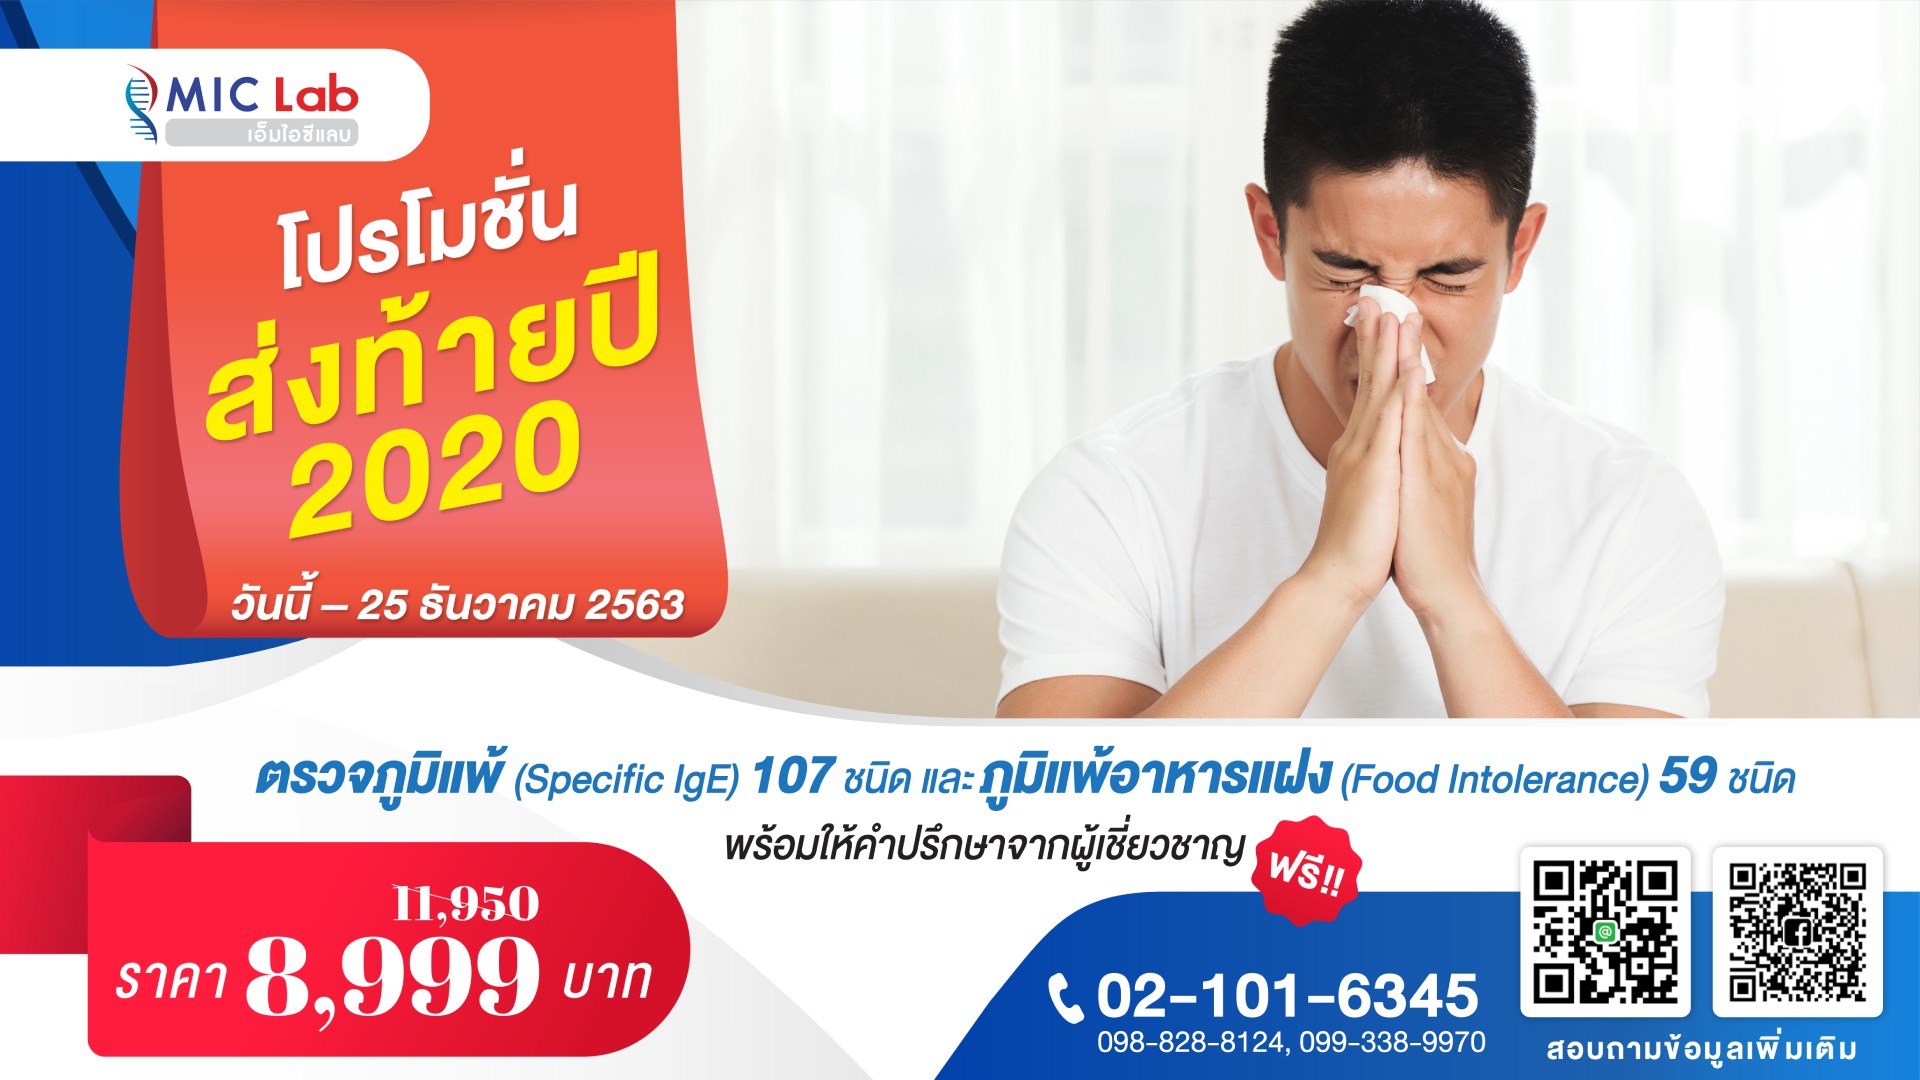 MIC Lab
เอ็มไอซีแลบ
โปรโมชั่น
ส่งท้ายปี
2020
วันนี้ – 25 ธันวาคม 2563
ตรวจภูมิแพ้ (Specific IgE) 107 ชนิด และ ภูมิแพ้อาหารแฝง (Food Intolerance) 59 ชนิด
พร้อมให้คำปรึกษาจากผู้เชี่ยวชาญ ฟรี!!
11,950
ราคา 8,999 บาท
02-101-6345
098-828-8124, 099-338-9970
สอบถามข้อมูลเพิ่มเติม